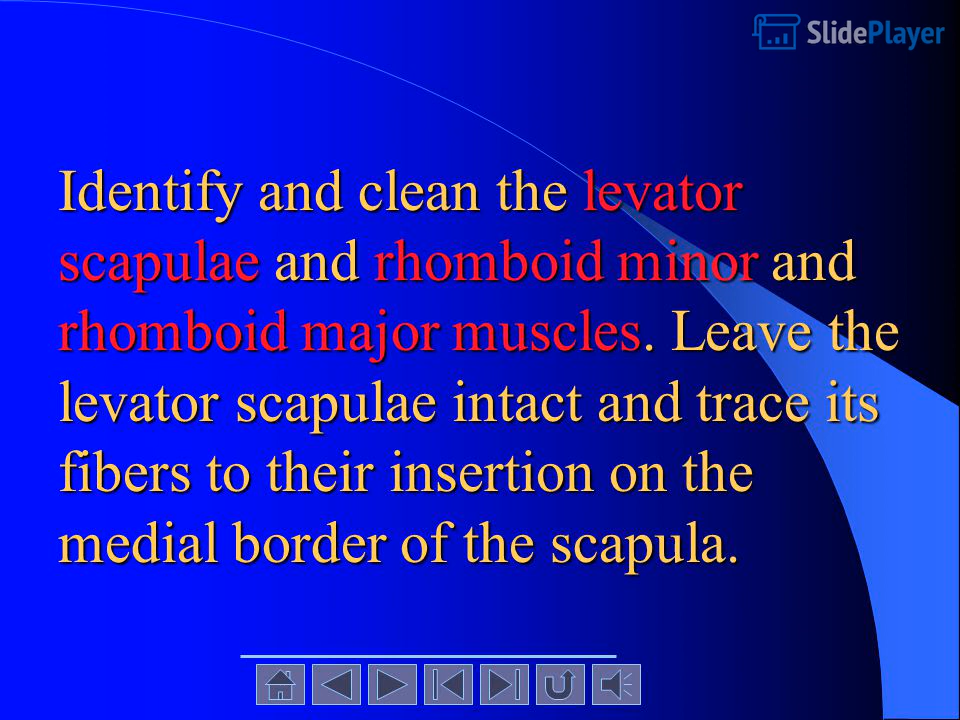 SlidePlayer
Identify and clean the levator
scapulae and rhomboid minor and
rhomboid major muscles. Leave the
levator scapulae intact and trace its
fibers to their insertion on the
medial border of the scapula.